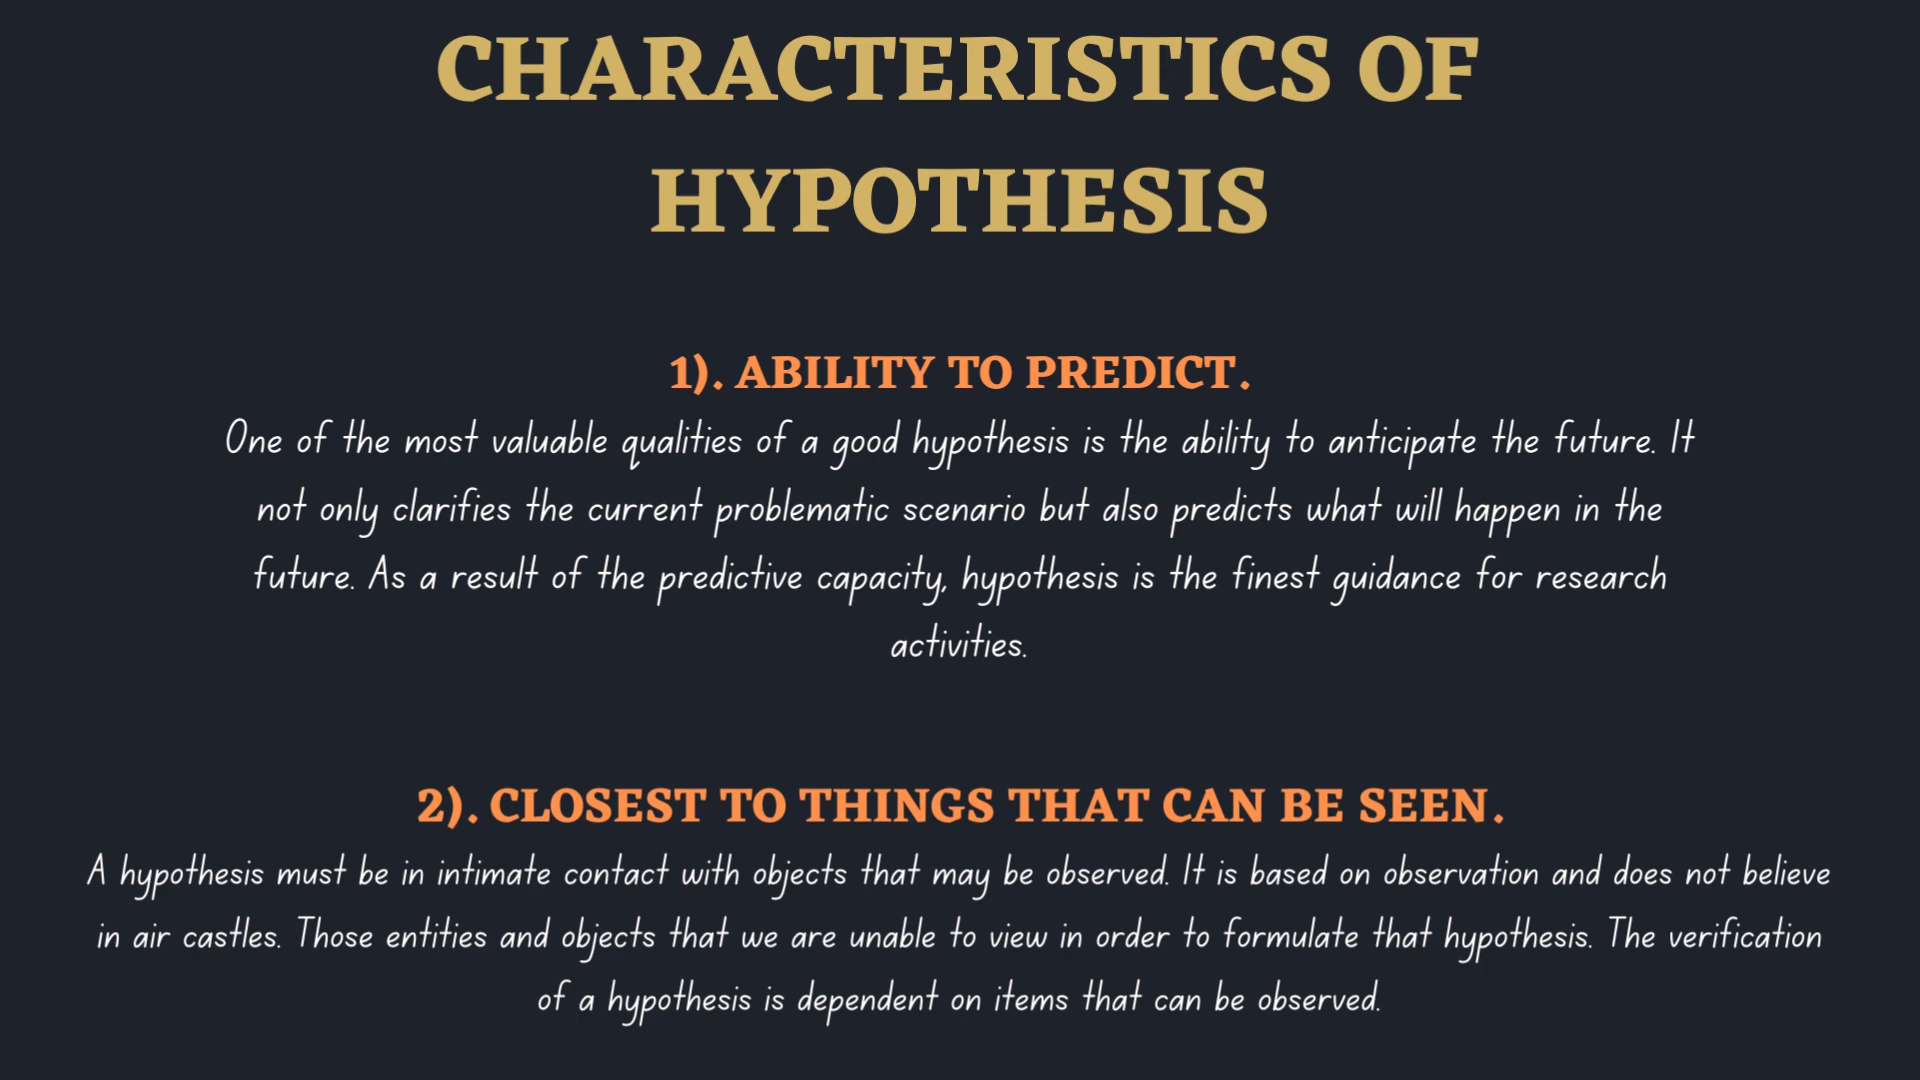 CHARACTERISTICS OF
HYPOTHESIS
1). ABILITY TO PREDICT.
One of the most valuable qualities of a good hypothesis is the ability to anticipate the future. It
not only clarifies the current problematic scenario but also predicts what will happen in the
future. As a result of the predictive capacity, hypothesis is the finest guidance for research
activities.
2). CLOSEST TO THINGS THAT CAN BE SEEN.
A hypothesis must be in intimate contact with objects that may be observed. It is based on observation and does not believe
in air castles. Those entities and objects that we are unable to view in order to formulate that hypothesis. The verification
of a hypothesis is dependent on items that can be observed.